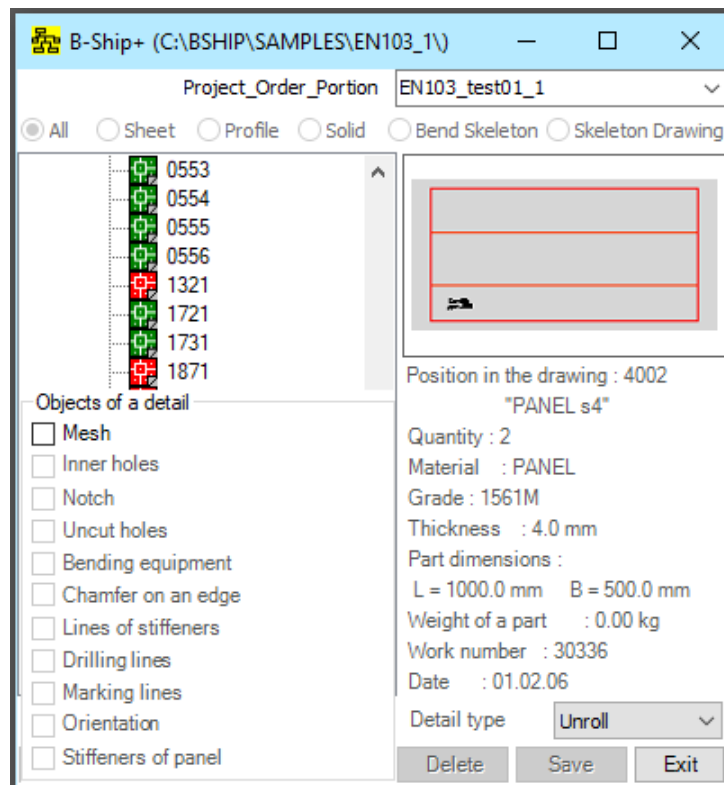 B-Ship+ (C:\BSHIP\SAMPLES\EN103_1\)
Project_Order_Portion EN103_test01_1
All Sheet Profile Solid Bend Skeleton Skeleton Drawing
0553
0554
0555
0556
1321
1721
1731
1871
Objects of a detail
Mesh
Inner holes
Notch
Uncut holes
Bending equipment
Chamfer on an edge
Lines of stiffeners
Drilling lines
Marking lines
Orientation
Stiffeners of panel
Position in the drawing : 4002
"PANEL s4"
Quantity : 2
Material : PANEL
Grade : 1561M
Thickness : 4.0 mm
Part dimensions :
L = 1000.0 mm B = 500.0 mm
Weight of a part : 0.00 kg
Work number : 30336
Date : 01.02.06
Detail type Unroll
Delete Save Exit